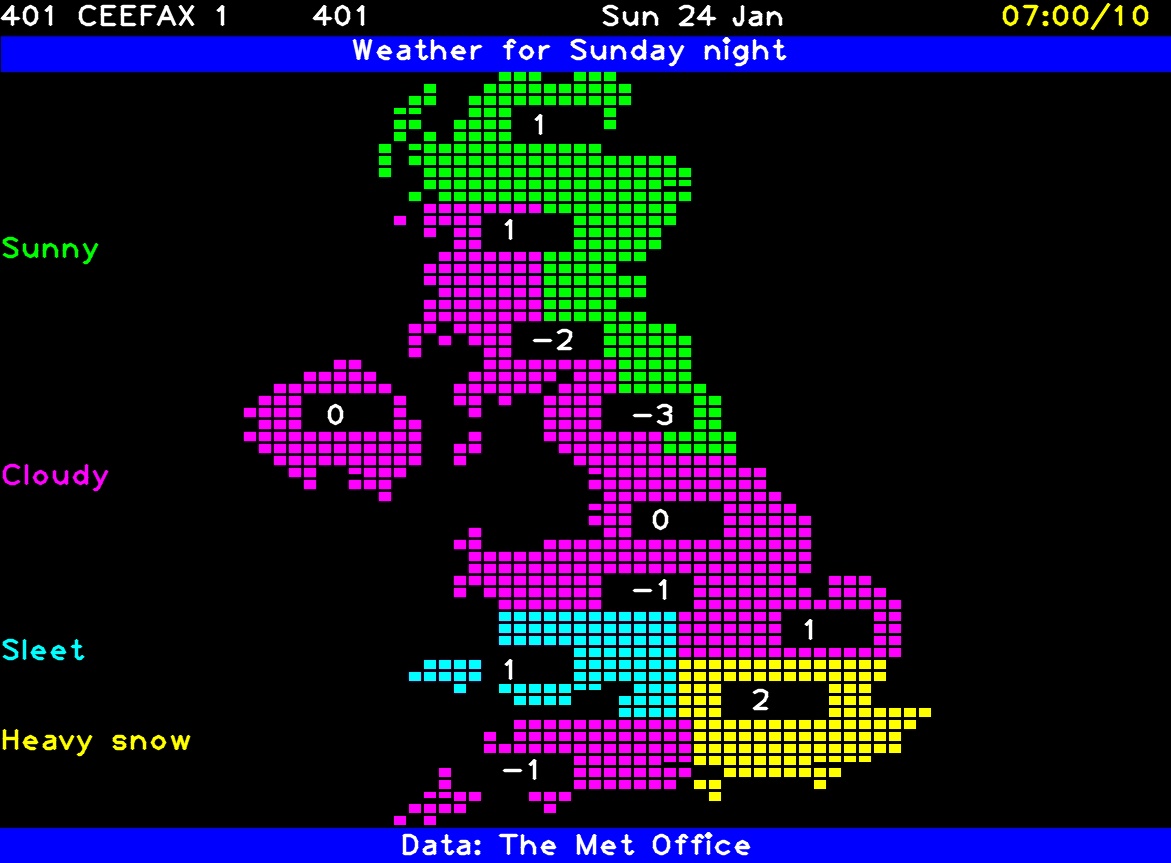 401 CEEFAX 1 401 Sun 24 Jan 07:00/10
Weather for Sunday night
1
1
Sunny
-2
0
-3
Cloudy
0
-1
1
Sleet
1
2
Heavy snow
-1
Data: The Met Office